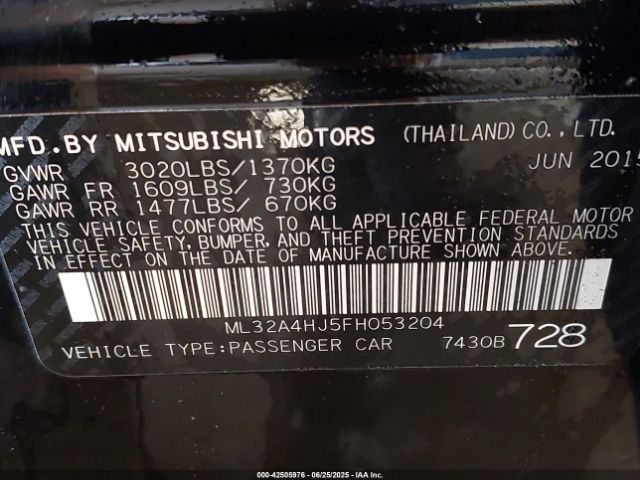 MFD. BY MITSUBISHI MOTORS (THAILAND) CO., LTD.
GVWR 3020LBS/1370KG JUN 2015
GAWR FR 1609LBS/ 730KG
GAWR RR 1477LBS/ 670KG
THIS VEHICLE CONFORMS TO ALL APPLICABLE FEDERAL MOTOR
VEHICLE SAFETY, BUMPER, AND THEFT PREVENTION STANDARDS
IN EFFECT ON THE DATE OF MANUFACTURE SHOWN ABOVE.
ML32A4HJ5FH053204
VEHICLE TYPE:PASSENGER CAR 7430B 728
000-42505976 - 06/25/2025 - IAA Inc.